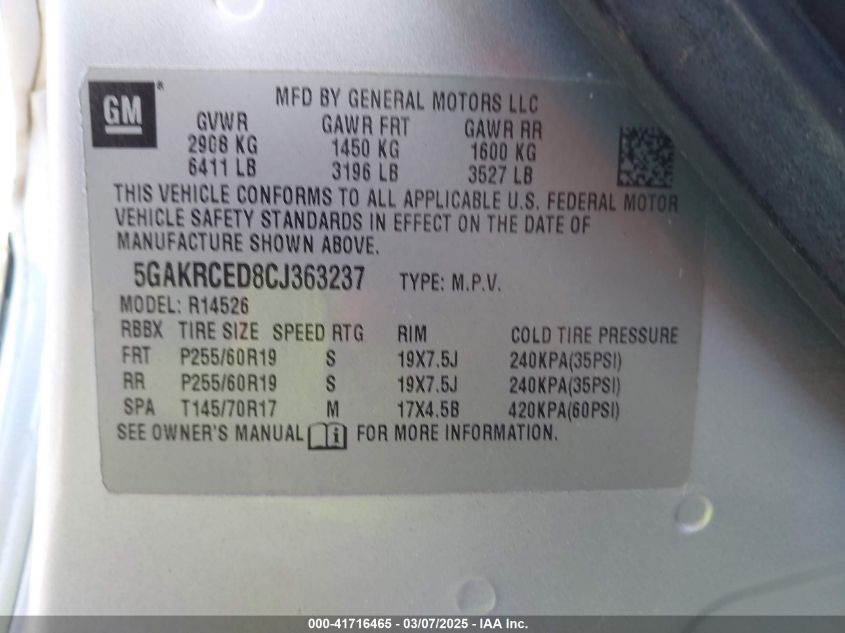 GM®
MFD BY GENERAL MOTORS LLC
GVWR GAWR FRT GAWR RR
2908 KG 1450 KG 1600 KG
6411 LB 3196 LB 3527 LB
THIS VEHICLE CONFORMS TO ALL APPLICABLE U.S. FEDERAL MOTOR
VEHICLE SAFETY STANDARDS IN EFFECT ON THE DATE OF
MANUFACTURE SHOWN ABOVE.
5GAKRCED8CJ363237 TYPE: M.P.V.
MODEL: R14526
RBBX TIRE SIZE SPEED RTG RIM COLD TIRE PRESSURE
FRT P255/60R19 S 19X7.5J 240KPA(35PSI)
RR P255/60R19 S 19X7.5J 240KPA(35PSI)
SPA T145/70R17 M 17X4.5B 420KPA(60PSI)
SEE OWNER'S MANUAL i FOR MORE INFORMATION.
000-41716465 - 03/07/2025 - IAA Inc.